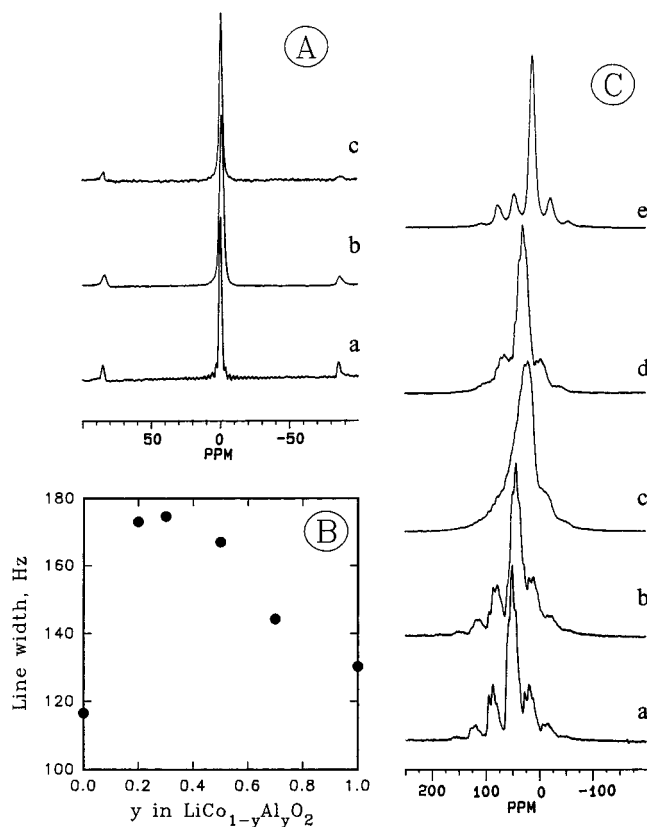 A
c
b
a
50 0 -50
PPM
B
180
160
140
120
100
Line width, Hz
0.0 0.2 0.4 0.6 0.8 1.0
y in LiCo1-yAlyO2
C
e
d
c
b
a
200 100 0 -100
PPM